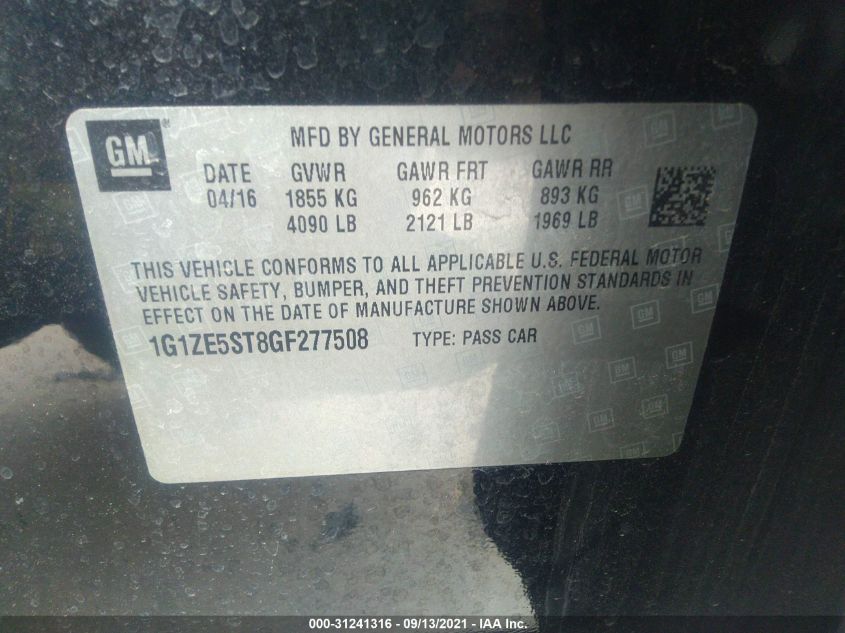 GM
MFD BY GENERAL MOTORS LLC
DATE GVWR GAWR FRT GAWR RR
04/16 1855 KG 962 KG 893 KG
4090 LB 2121 LB 1969 LB
THIS VEHICLE CONFORMS TO ALL APPLICABLE U.S. FEDERAL MOTOR
VEHICLE SAFETY, BUMPER, AND THEFT PREVENTION STANDARDS IN
EFFECT ON THE DATE OF MANUFACTURE SHOWN ABOVE.
1G1ZE5ST8GF277508 TYPE: PASS CAR
000-31241316 - 09/13/2021 - IAA Inc.